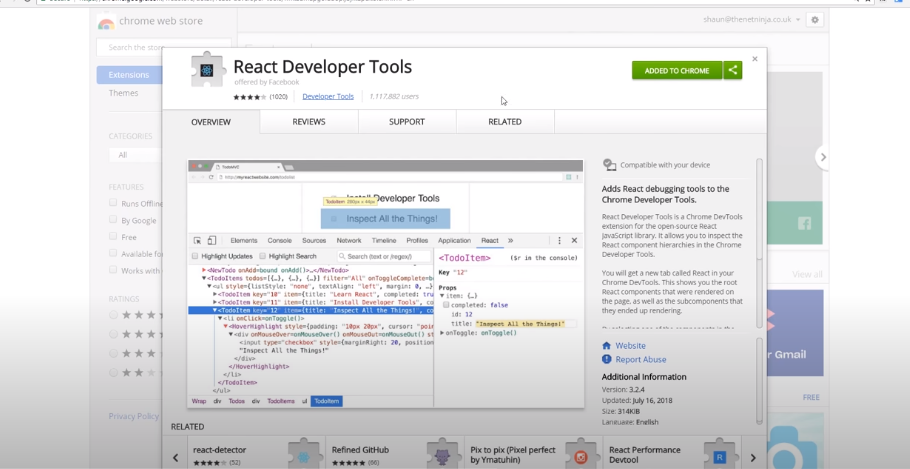 chrome web store
shaun@thenetninja.co.uk
Search the store
Extensions
Themes
CATEGORIES
All
FEATURES
Runs Offline
By Google
Free
Available for
Works with
RATINGS
Privacy Policy
React Developer Tools
offered by Facebook
(1020)
Developer Tools
1,117,882 users
ADDED TO CHROME
OVERVIEW
REVIEWS
SUPPORT
RELATED
Install Developer Tools
TodoItem
Inspect All the Things!
Elements Console Sources Network Timeline Profiles Application React
Highlight Updates Highlight Search Search (text or /regex/)
<NewTodo onAdd=bound onAdd()>…</NewTodo>
<TodoItems todos=[{…}, {…}, {…}] filter="All" onToggleComplete=b
<ul style={listStyle: "none", textAlign: "left", margin: 0,
<TodoItem key="10" item={title: "Learn React", completed: tru
<TodoItem key="11" item={title: "Install Developer Tools", co
<TodoItem key="12" item={title: "Inspect All the Things!", co
<li onClick=onToggle()>
<HoverHighlight style={padding: "10px 20px", cursor: "poin
<div onMouseOver=onMouseOver() onMouseOut=onMouseOut() st
<input type="checkbox" style={marginRight: 20, position:
"Inspect All the Things!"
</div>
</HoverHighlight>
</li>
</TodoItem>
</ul>
Wrap div Todos div TodoItems ul TodoItem
<TodoItem>
($r in the console)
Key "12"
Props
item: {…}
completed: false
id: 12
title: "Inspect All the Things!"
onToggle: onToggle()
Compatible with your device
Adds React debugging tools to the
Chrome Developer Tools.
React Developer Tools is a Chrome DevTools
extension for the open-source React
JavaScript library. It allows you to inspect the
React component hierarchies in the Chrome
Developer Tools.
You will get a new tab called React in your
Chrome DevTools. This shows you the root
React components that were rendered on
the page, as well as the subcomponents that
they ended up rendering.
Website
Report Abuse
Additional Information
Version: 3.2.4
Updated: July 16, 2018
Size: 314KiB
Language: English
View all
Gmail
FREE
RELATED
react-detector
(52)
Refined GitHub
(66)
Pix to pix (Pixel perfect
by Ymatuhin)
React Performance
Devtool